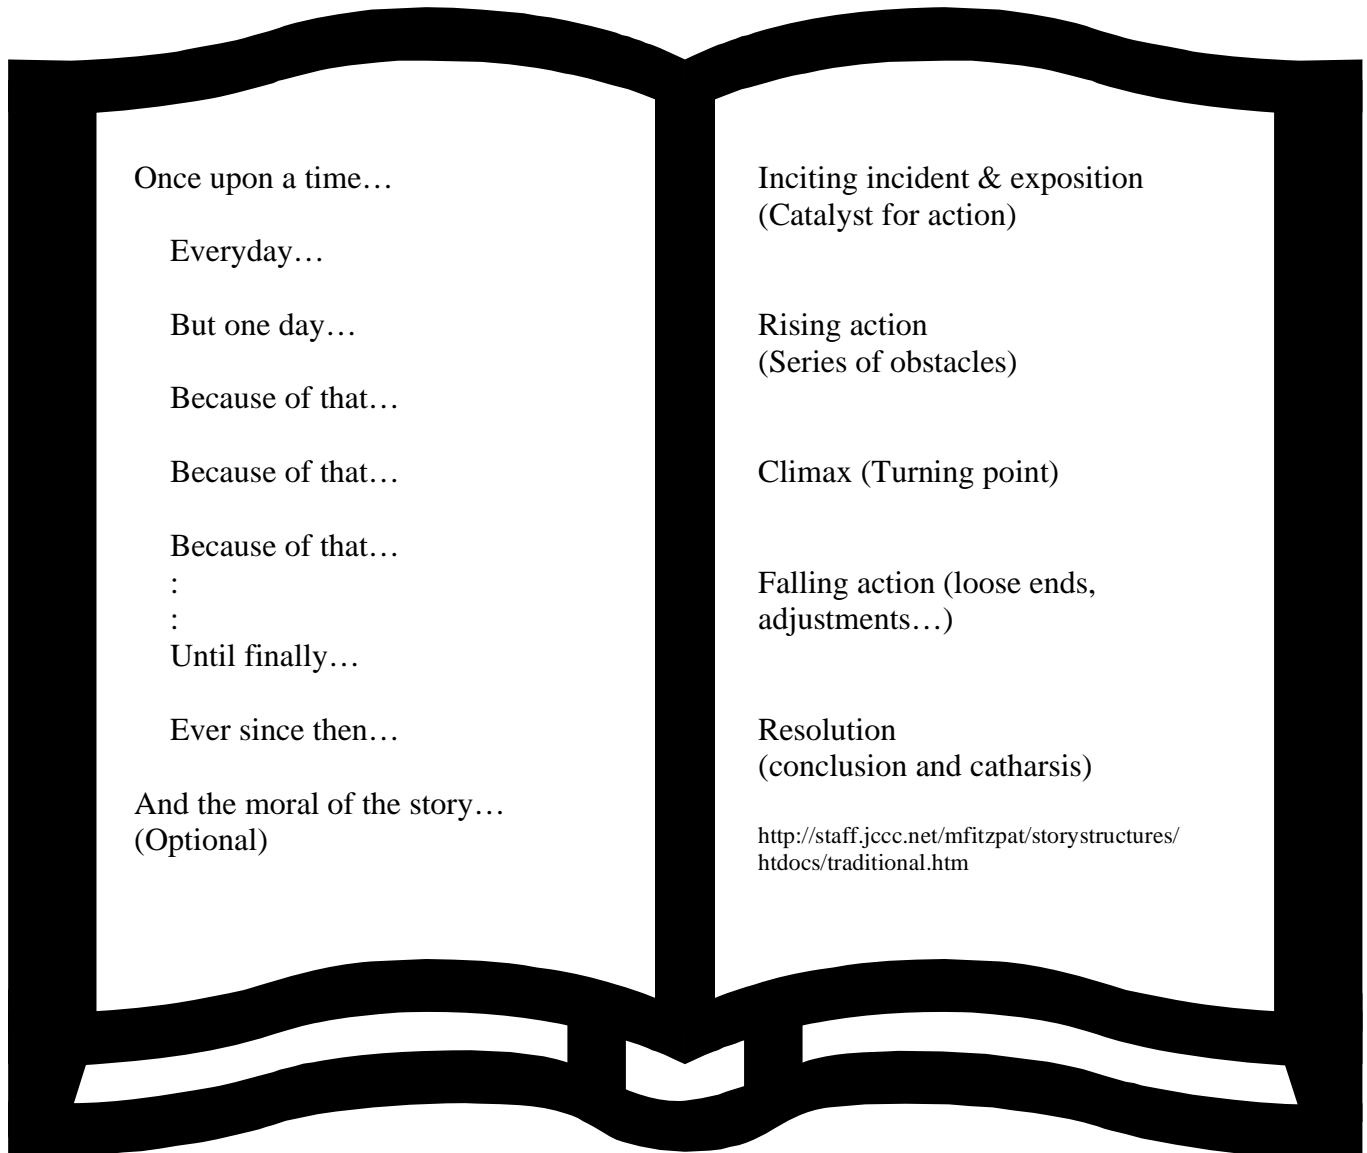 Once upon a time…
Everyday…
But one day…
Because of that…
Because of that…
Because of that…
:
:
Until finally…
Ever since then…
And the moral of the story…
(Optional)
Inciting incident & exposition
(Catalyst for action)
Rising action
(Series of obstacles)
Climax (Turning point)
Falling action (loose ends,
adjustments…)
Resolution
(conclusion and catharsis)
http://staff.jccc.net/mfitzpat/storystructures/
htdocs/traditional.htm